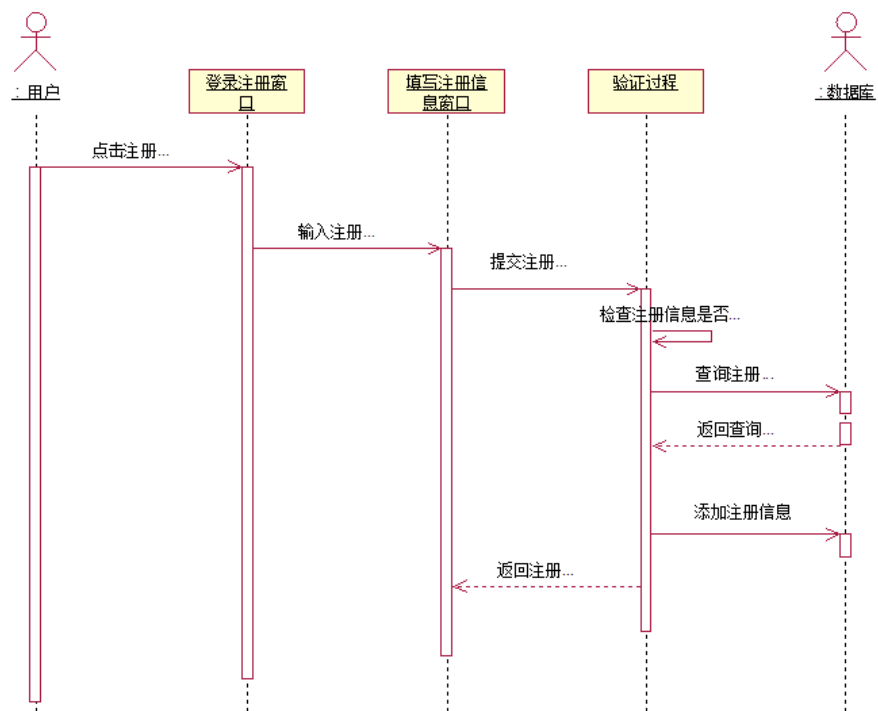 : 用户
登录注册窗
口
填写注册信
息窗口
验证过程
: 数据库
点击注册...
输入注册...
提交注册...
检查注册信息是否...
查询注册...
返回查询...
添加注册信息
返回注册...